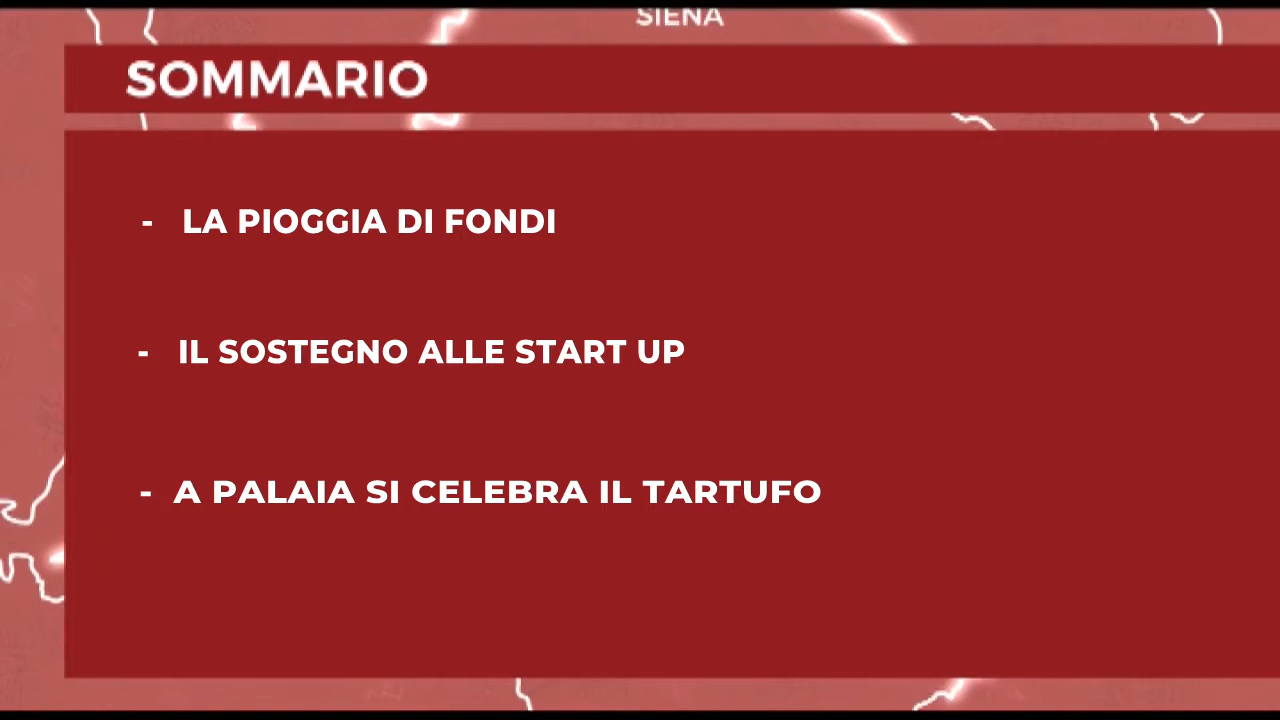 SIENA
SOMMARIO
- LA PIOGGIA DI FONDI
- IL SOSTEGNO ALLE START UP
- A PALAIA SI CELEBRA IL TARTUFO